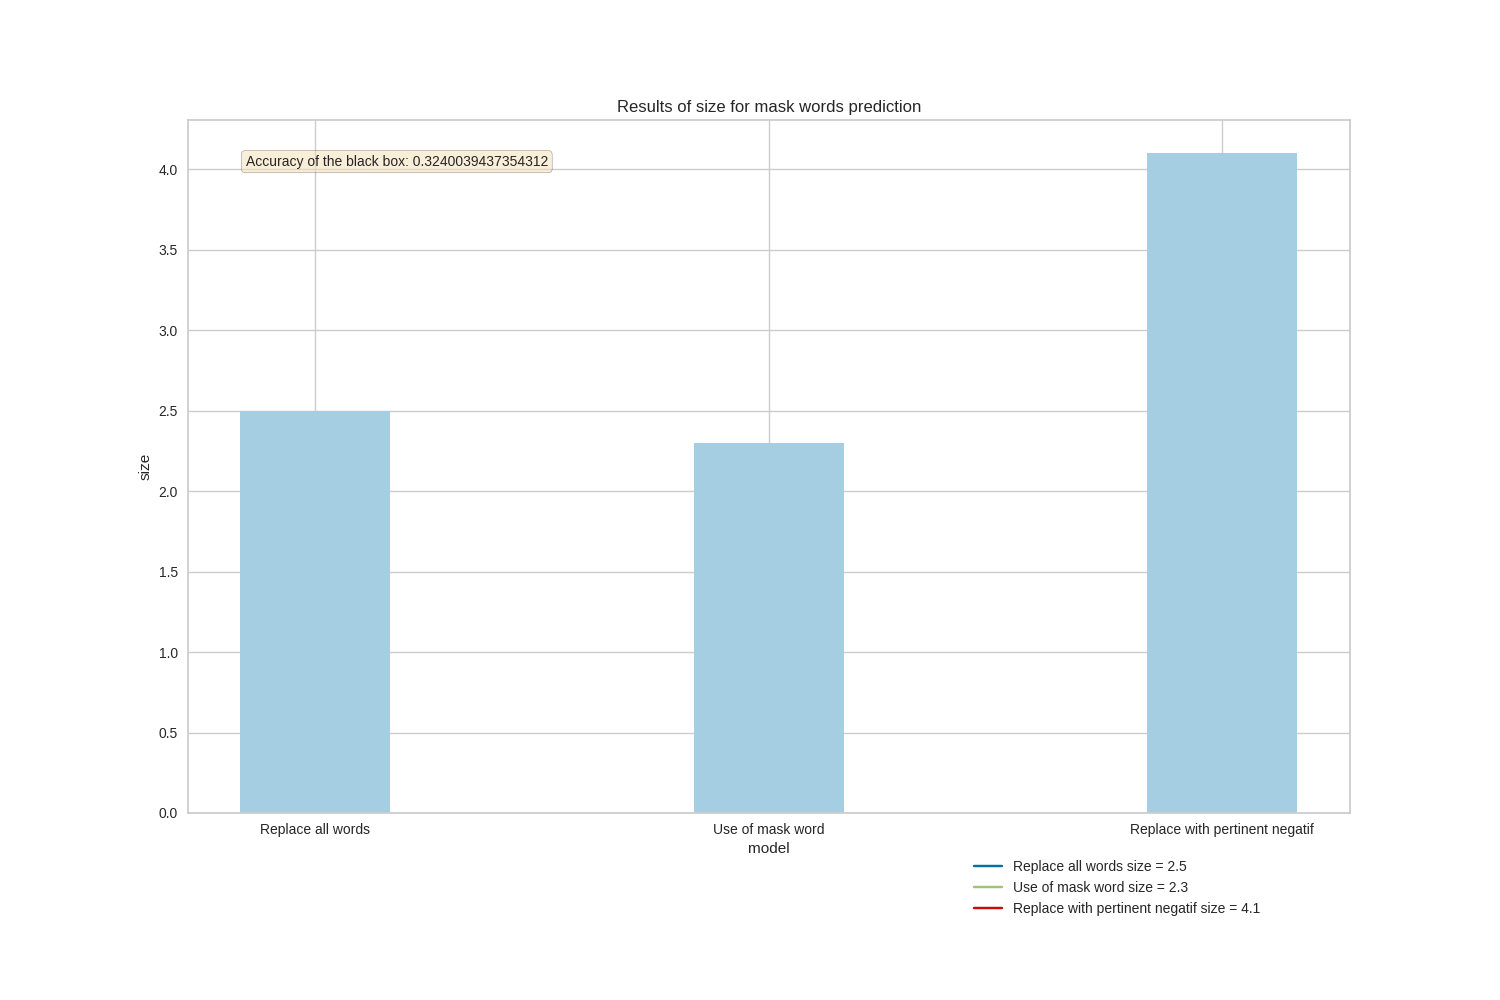 Results of size for mask words prediction
Accuracy of the black box: 0.3240039437354312
4.0
3.5
3.0
2.5
2.0
1.5
1.0
0.5
0.0
size
Replace all words
Use of mask word
Replace with pertinent negatif
model
Replace all words size = 2.5
Use of mask word size = 2.3
Replace with pertinent negatif size = 4.1